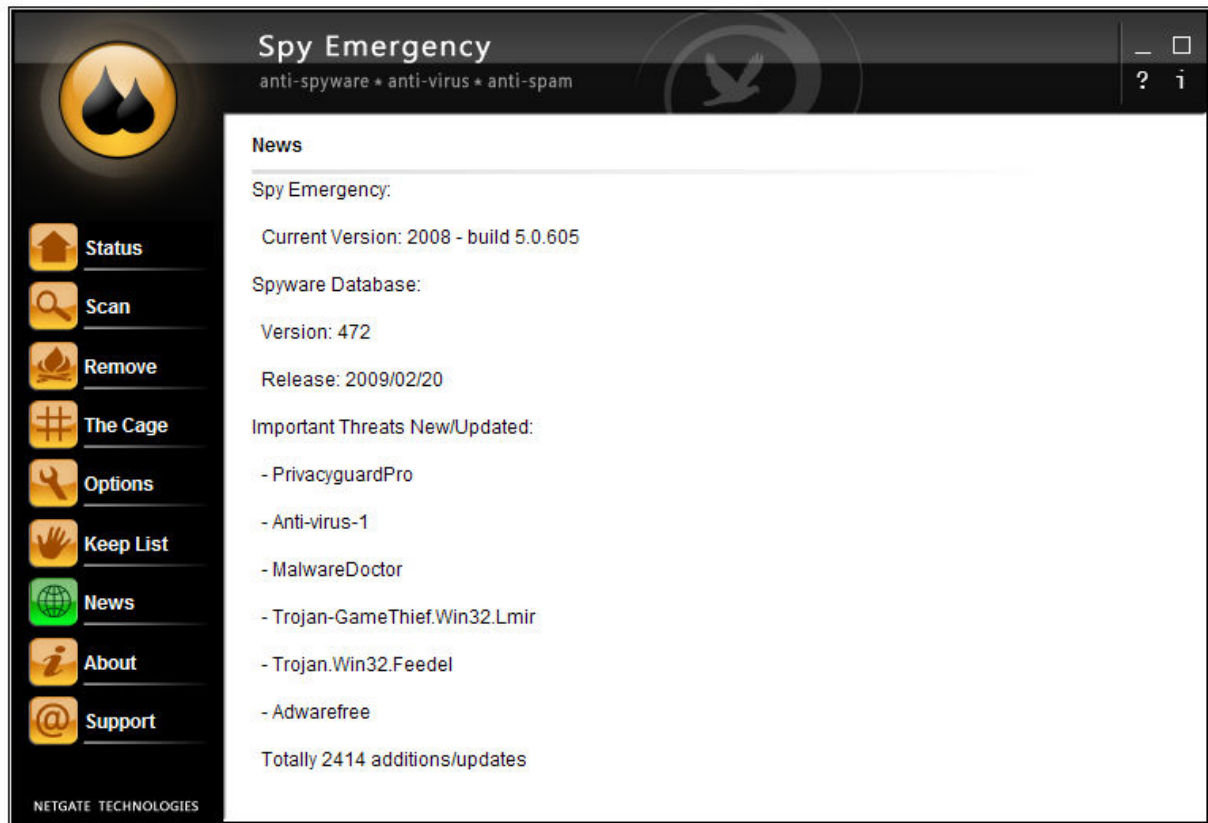 Spy Emergency
anti-spyware * anti-virus * anti-spam
? i
Status
Scan
Remove
The Cage
Options
Keep List
News
About
Support
NETGATE TECHNOLOGIES
News
Spy Emergency:
Current Version: 2008 - build 5.0.605
Spyware Database:
Version: 472
Release: 2009/02/20
Important Threats New/Updated:
- PrivacyguardPro
- Anti-virus-1
- MalwareDoctor
- Trojan-GameThief.Win32.Lmir
- Trojan.Win32.Feedel
- Adwarefree
Totally 2414 additions/updates